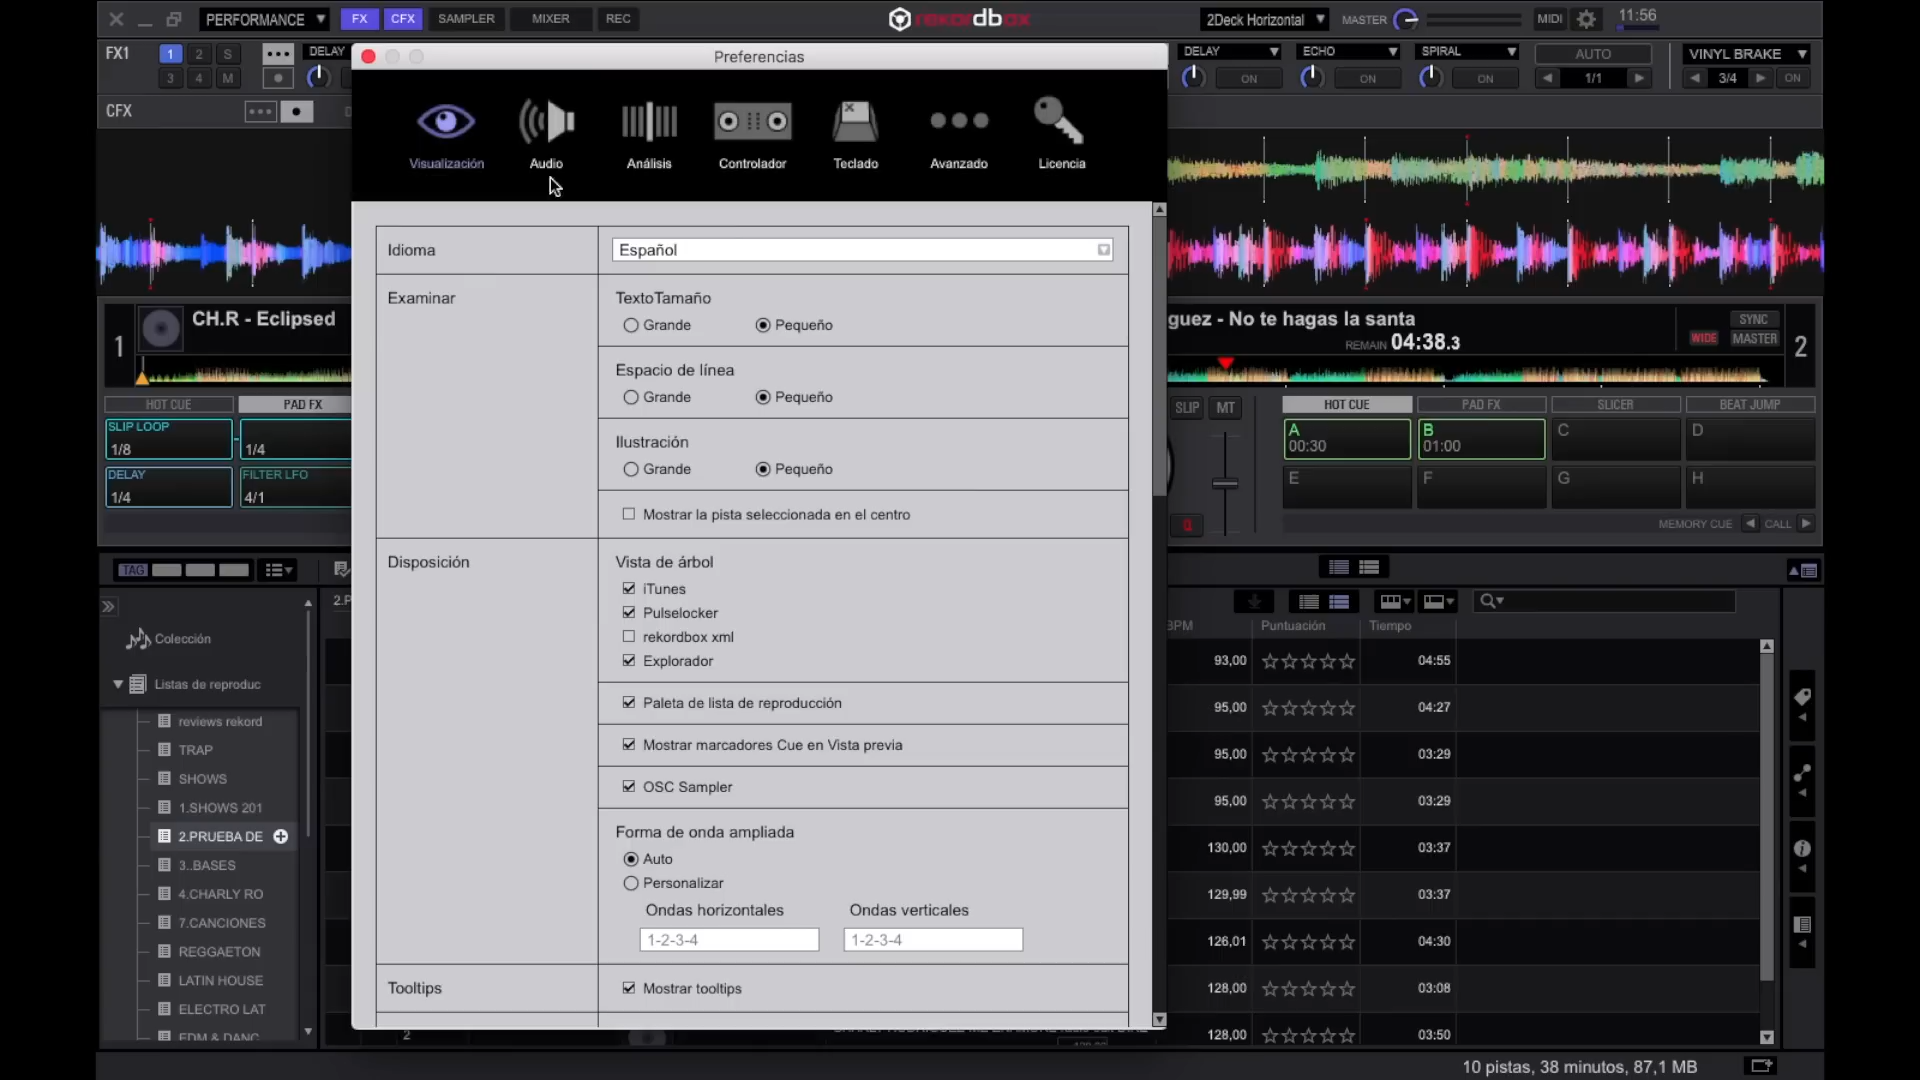 PERFORMANCE
FX
CFX
SAMPLER
MIXER
REC
rekordbox
2Deck Horizontal
MASTER
MIDI
11:56
FX1
1
2
S
DELAY
3
4
M
DELAY
ECHO
SPIRAL
AUTO
VINYL BRAKE
ON
ON
ON
1/1
3/4
ON
CFX
Preferencias
Visualización
Audio
Análisis
Controlador
Teclado
Avanzado
Licencia
Idioma
Español
Examinar
TextoTamaño
Grande
Pequeño
Espacio de línea
Grande
Pequeño
Ilustración
Grande
Pequeño
Mostrar la pista seleccionada en el centro
Disposición
Vista de árbol
iTunes
Pulselocker
rekordbox xml
Explorador
Paleta de lista de reproducción
Mostrar marcadores Cue en Vista previa
OSC Sampler
Forma de onda ampliada
Auto
Personalizar
Ondas horizontales
Ondas verticales
1-2-3-4
1-2-3-4
Tooltips
Mostrar tooltips
1
CH.R - Eclipsed
HOT CUE
PAD FX
SLIP LOOP
1/8
1/4
DELAY
1/4
FILTER LFO
4/1
guez - No te hagas la santa
REMAIN 04:38.3
WIDE
SYNC
MASTER
2
SLIP
MT
HOT CUE
PAD FX
SLICER
BEAT JUMP
A
00:30
B
01:00
C
D
E
F
G
H
Q
MEMORY CUE
CALL
TAG
Colección
Listas de reproduc
reviews rekord
TRAP
SHOWS
1.SHOWS 201
2.PRUEBA DE
3..BASES
4.CHARLY RO
7.CANCIONES
REGGAETON
LATIN HOUSE
ELECTRO LAT
EDM & DANC
2.P
BPM
Puntuación
Tiempo
93,00
04:55
95,00
04:27
95,00
03:29
95,00
03:29
130,00
03:37
129,99
03:37
126,01
04:30
128,00
03:08
128,00
03:50
2
10 pistas, 38 minutos, 87,1 MB